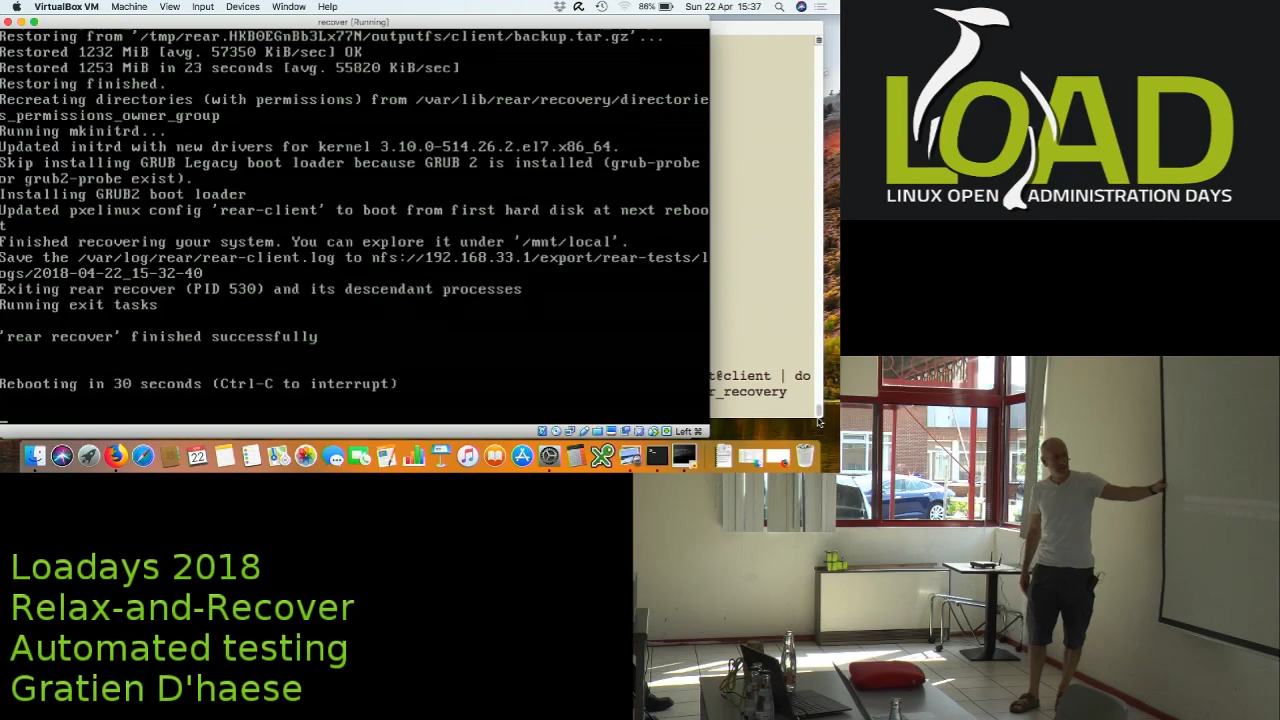 VirtualBox VM Machine View Input Devices Window Help 86% Sun 22 Apr 15:37
recover [Running]
Restoring from '/tmp/rear.HKB0EGnBb3Lx77N/outputfs/client/backup.tar.gz'...
Restored 1232 MiB [avg. 57350 KiB/sec] OK
Restored 1253 MiB in 23 seconds [avg. 55820 KiB/sec]
Restoring finished.
Recreating directories (with permissions) from /var/lib/rear/recovery/directorie
s_permissions_owner_group
Running mkinitrd...
Updated initrd with new drivers for kernel 3.10.0-514.26.2.el7.x86_64.
Skip installing GRUB Legacy boot loader because GRUB 2 is installed (grub-probe
or grub2-probe exist).
Installing GRUB2 boot loader
Updated pxelinux config 'rear-client' to boot from first hard disk at next reboo
t
Finished recovering your system. You can explore it under '/mnt/local'.
Save the /var/log/rear/rear-client.log to nfs://192.168.33.1/export/rear-tests/l
ogs/2018-04-22_15-32-40
Exiting rear recover (PID 530) and its descendant processes
Running exit tasks
'rear recover' finished successfully
Rebooting in 30 seconds (Ctrl-C to interrupt)
t@client | do
r_recovery
Left ⌘
22
LOAD
LINUX OPEN ADMINISTRATION DAYS
Loadays 2018
Relax-and-Recover
Automated testing
Gratien D'haese